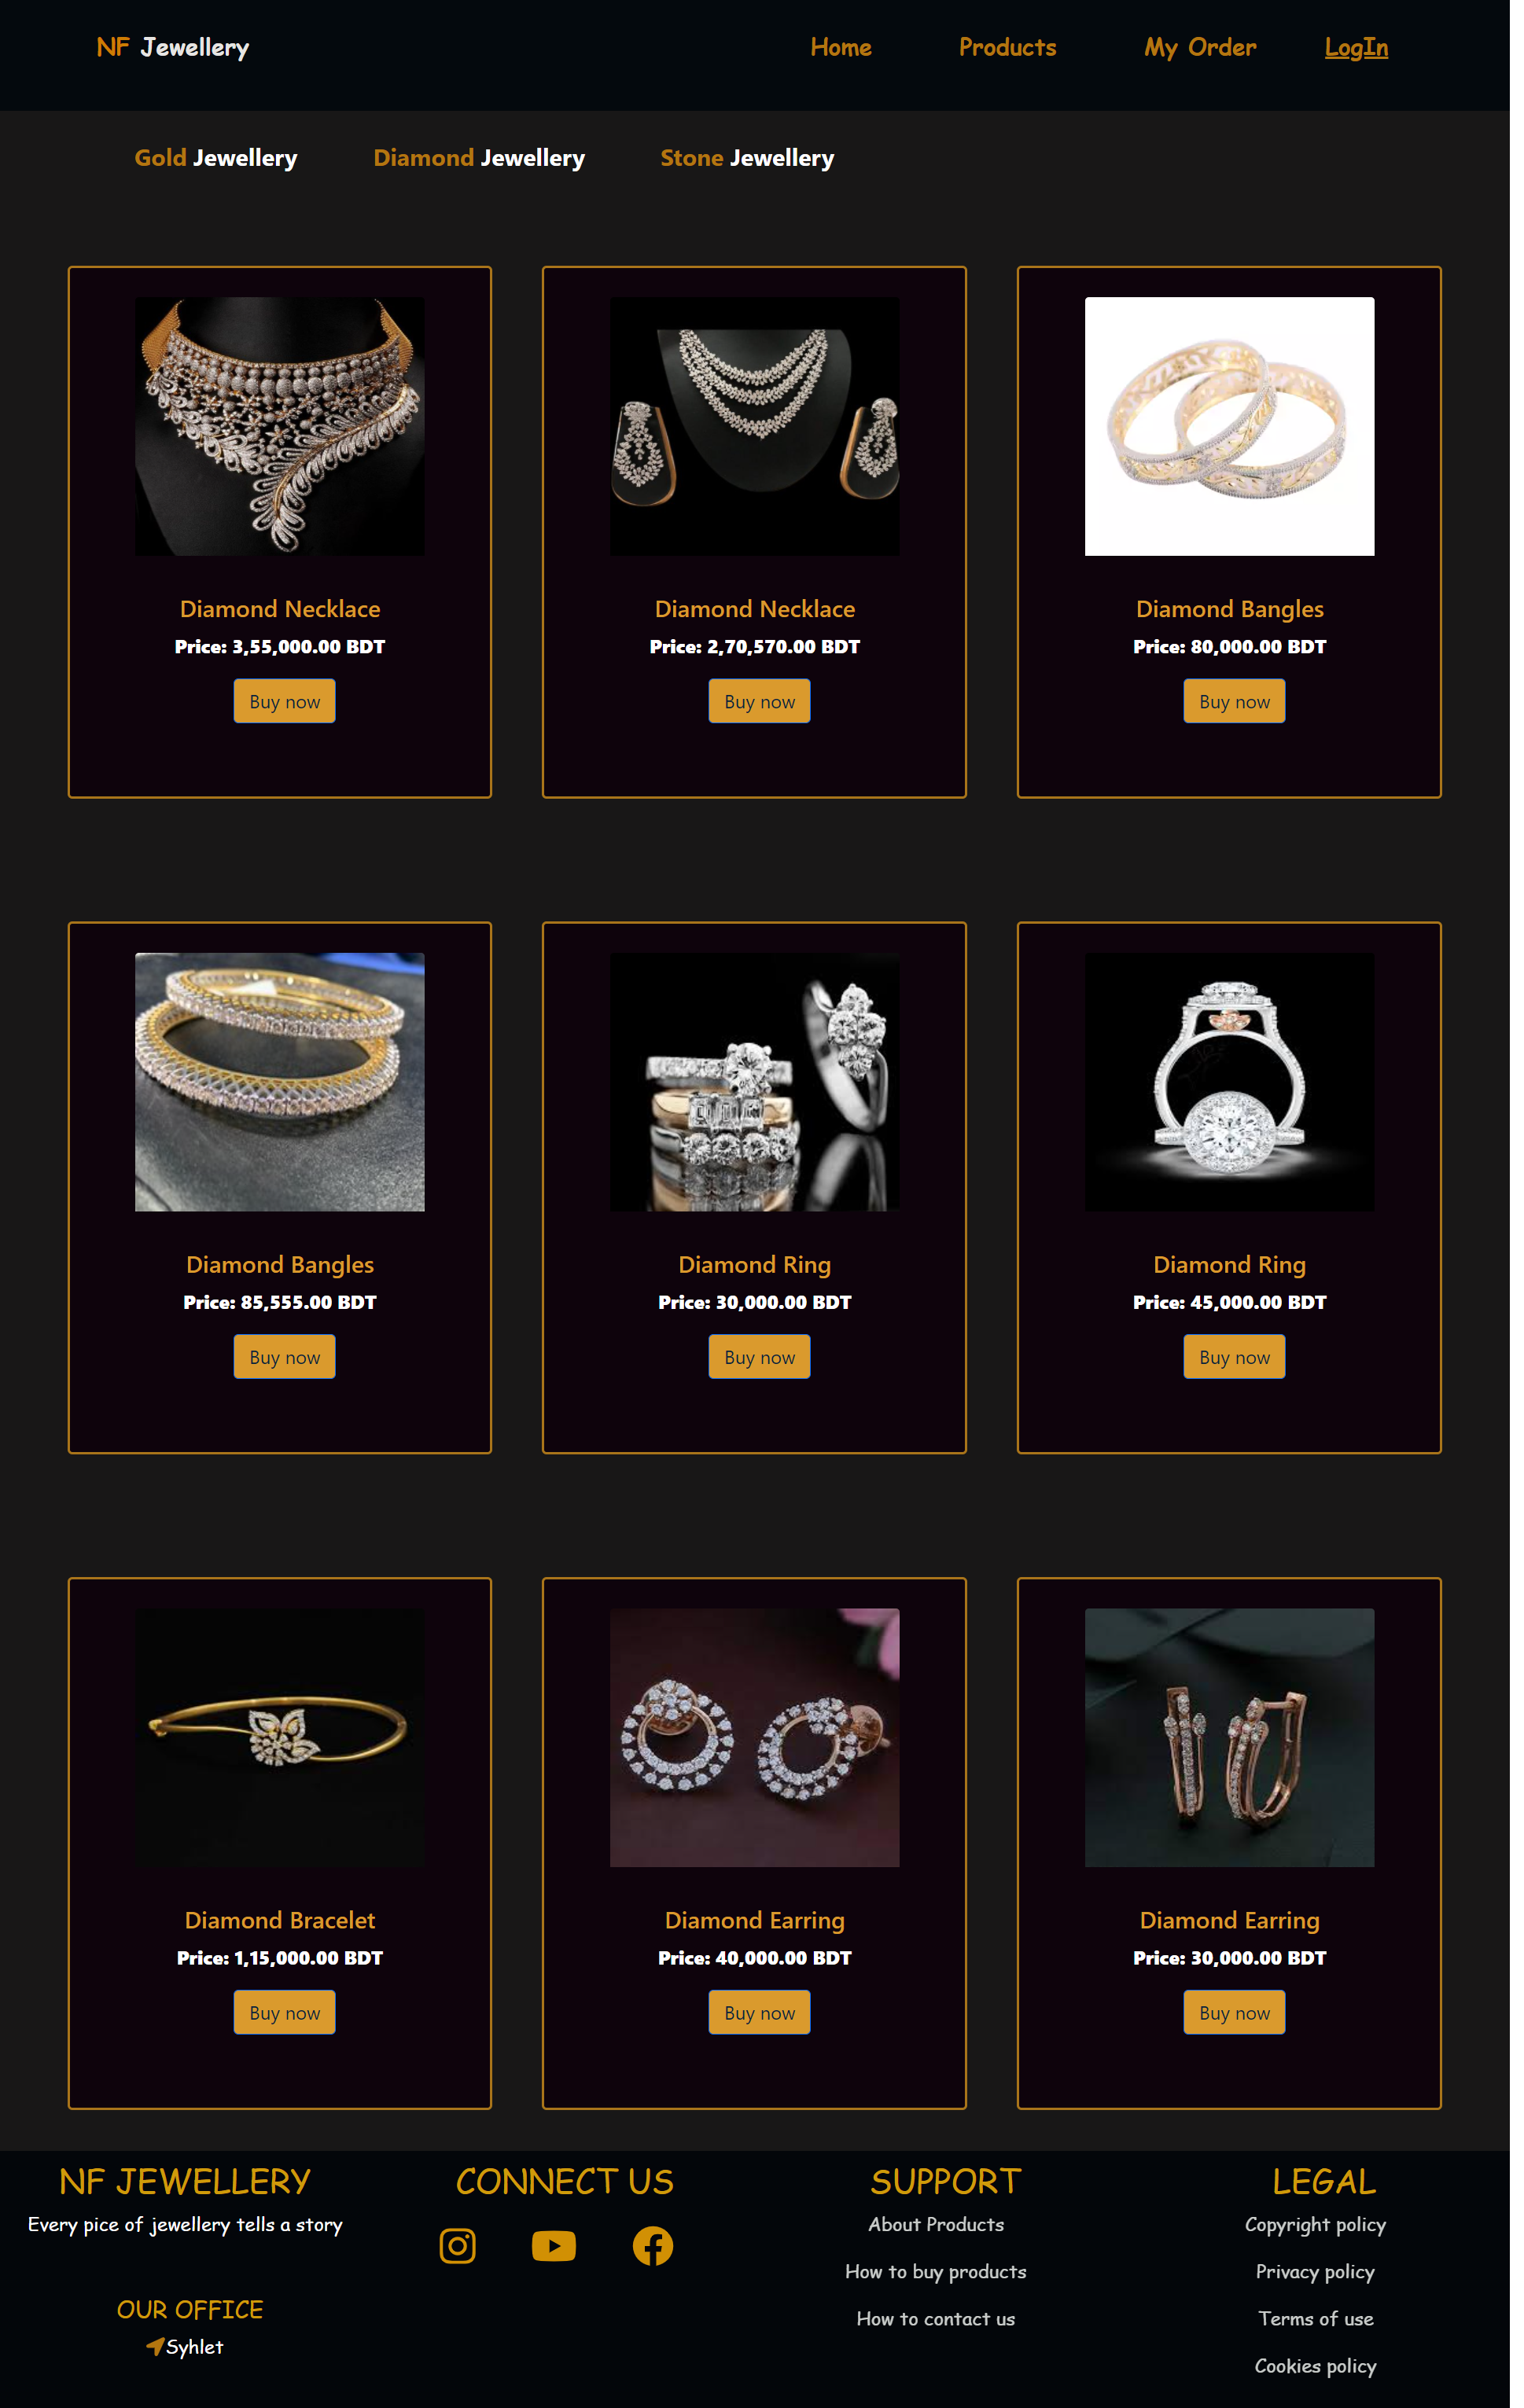 NF Jewellery
Home
Products
My Order
LogIn
Gold Jewellery
Diamond Jewellery
Stone Jewellery
Diamond Necklace
Price: 3,55,000.00 BDT
Buy now
Diamond Necklace
Price: 2,70,570.00 BDT
Buy now
Diamond Bangles
Price: 80,000.00 BDT
Buy now
Diamond Bangles
Price: 85,555.00 BDT
Buy now
Diamond Ring
Price: 30,000.00 BDT
Buy now
Diamond Ring
Price: 45,000.00 BDT
Buy now
Diamond Bracelet
Price: 1,15,000.00 BDT
Buy now
Diamond Earring
Price: 40,000.00 BDT
Buy now
Diamond Earring
Price: 30,000.00 BDT
Buy now
NF JEWELLERY
Every pice of jewellery tells a story
OUR OFFICE
Syhlet
CONNECT US
SUPPORT
About Products
How to buy products
How to contact us
LEGAL
Copyright policy
Privacy policy
Terms of use
Cookies policy